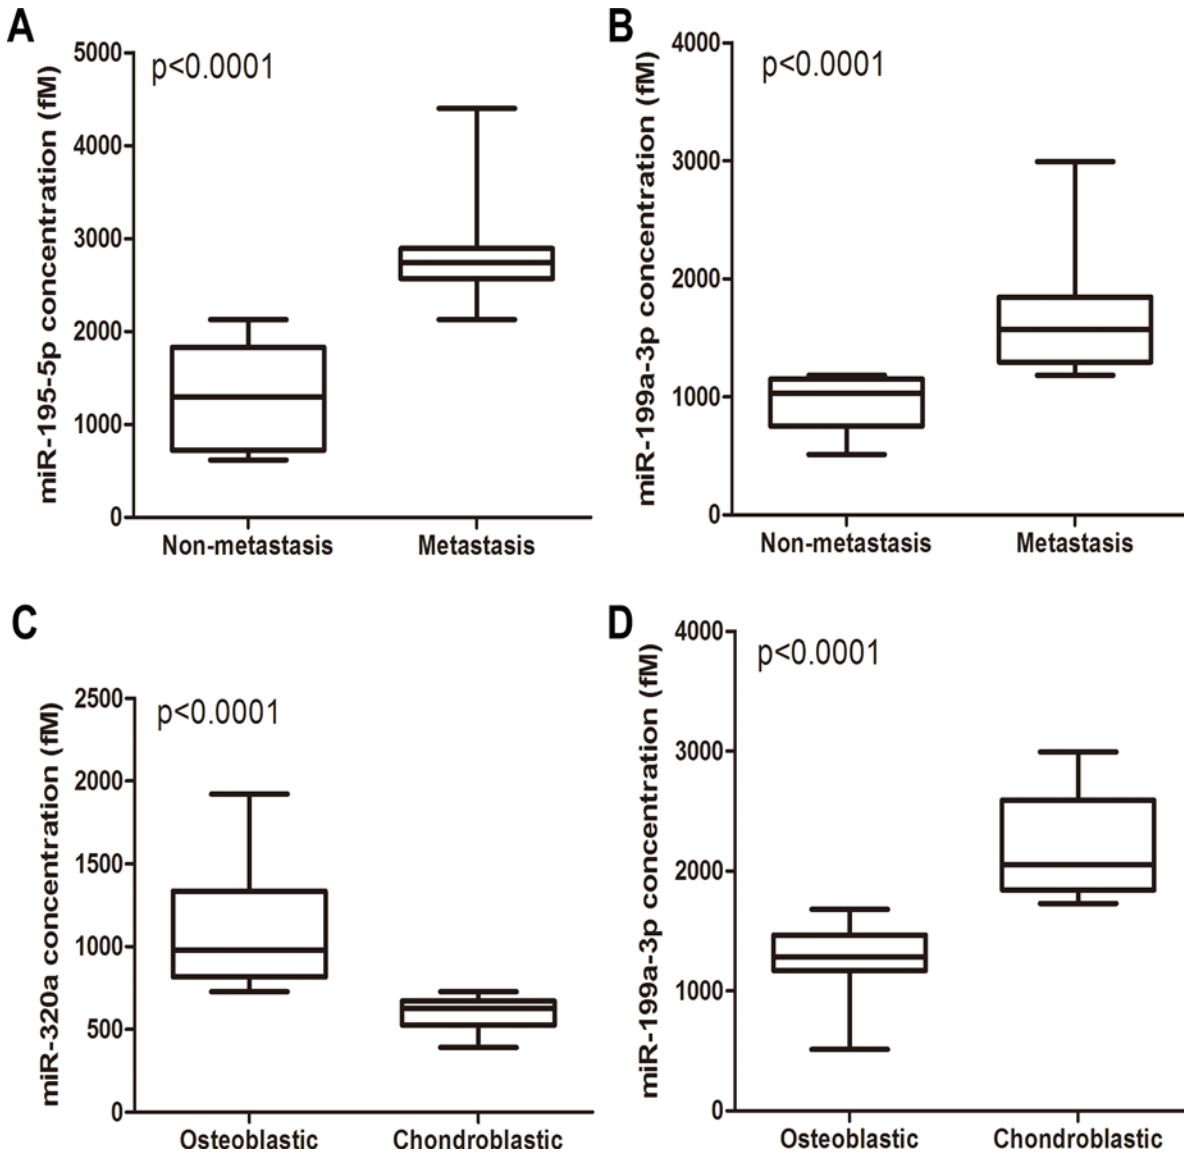 A
miR-195-5p concentration (fM)
5000
4000
3000
2000
1000
0
p<0.0001
Non-metastasis
Metastasis
B
miR-199a-3p concentration (fM)
4000
3000
2000
1000
0
p<0.0001
Non-metastasis
Metastasis
C
miR-320a concentration (fM)
2500
2000
1500
1000
500
0
p<0.0001
Osteoblastic
Chondroblastic
D
miR-199a-3p concentration (fM)
4000
3000
2000
1000
0
p<0.0001
Osteoblastic
Chondroblastic